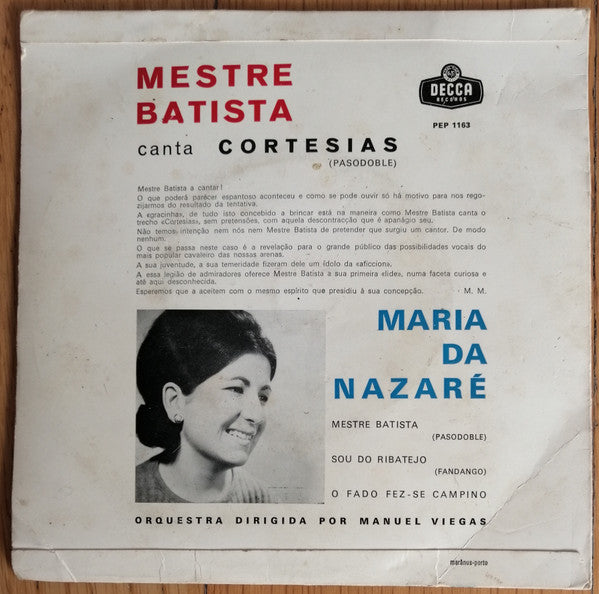 MESTRE
BATISTA
DECCA
RECORDS
PEP 1163
canta CORTESIAS
(PASODOBLE)
Mestre Batista a cantar!
O que poderá parecer espantoso aconteceu e como se pode ouvir só há motivo para nos rego-
zijarmos do resultado da tentativa.
A «gracinha», de tudo isto concebido a brincar está na maneira como Mestre Batista canta o
trecho «Cortesias», sem pretensões, com aquela descontracção que é apanágio seu.
Não temos intenção nem nós nem Mestre Batista de pretender que surgiu um cantor. De modo
nenhum.
O que se passa neste caso é a revelação para o grande público das possibilidades vocais do
mais popular cavaleiro das nossas arenas.
A sua juventude, a sua temeridade fizeram dele um ídolo da «aficcion».
A essa legião de admiradores oferece Mestre Batista a sua primeira «lide», numa faceta curiosa e
até aqui desconhecida.
Esperemos que a aceitem com o mesmo espírito que presidiu à sua concepção. M. M.
MARIA
DA
NAZARÉ
MESTRE BATISTA
(PASODOBLE)
SOU DO RIBATEJO
(FANDANGO)
O FADO FEZ-SE CAMPINO
ORQUESTRA DIRIGIDA POR MANUEL VIEGAS
marânus-porto